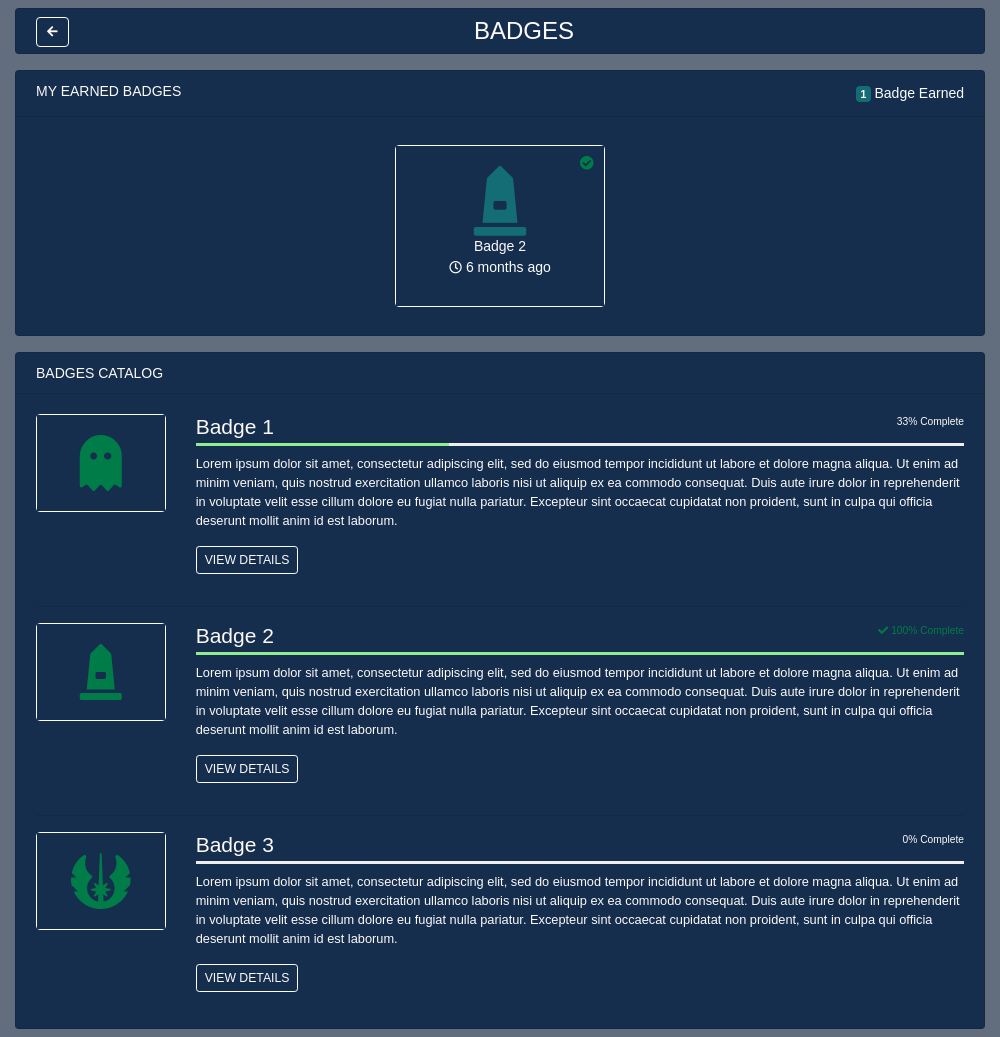 BADGES
MY EARNED BADGES
1 Badge Earned
Badge 2
6 months ago
BADGES CATALOG
Badge 1
33% Complete
Lorem ipsum dolor sit amet, consectetur adipiscing elit, sed do eiusmod tempor incididunt ut labore et dolore magna aliqua. Ut enim ad
minim veniam, quis nostrud exercitation ullamco laboris nisi ut aliquip ex ea commodo consequat. Duis aute irure dolor in reprehenderit
in voluptate velit esse cillum dolore eu fugiat nulla pariatur. Excepteur sint occaecat cupidatat non proident, sunt in culpa qui officia
deserunt mollit anim id est laborum.
VIEW DETAILS
Badge 2
100% Complete
Lorem ipsum dolor sit amet, consectetur adipiscing elit, sed do eiusmod tempor incididunt ut labore et dolore magna aliqua. Ut enim ad
minim veniam, quis nostrud exercitation ullamco laboris nisi ut aliquip ex ea commodo consequat. Duis aute irure dolor in reprehenderit
in voluptate velit esse cillum dolore eu fugiat nulla pariatur. Excepteur sint occaecat cupidatat non proident, sunt in culpa qui officia
deserunt mollit anim id est laborum.
VIEW DETAILS
Badge 3
0% Complete
Lorem ipsum dolor sit amet, consectetur adipiscing elit, sed do eiusmod tempor incididunt ut labore et dolore magna aliqua. Ut enim ad
minim veniam, quis nostrud exercitation ullamco laboris nisi ut aliquip ex ea commodo consequat. Duis aute irure dolor in reprehenderit
in voluptate velit esse cillum dolore eu fugiat nulla pariatur. Excepteur sint occaecat cupidatat non proident, sunt in culpa qui officia
deserunt mollit anim id est laborum.
VIEW DETAILS